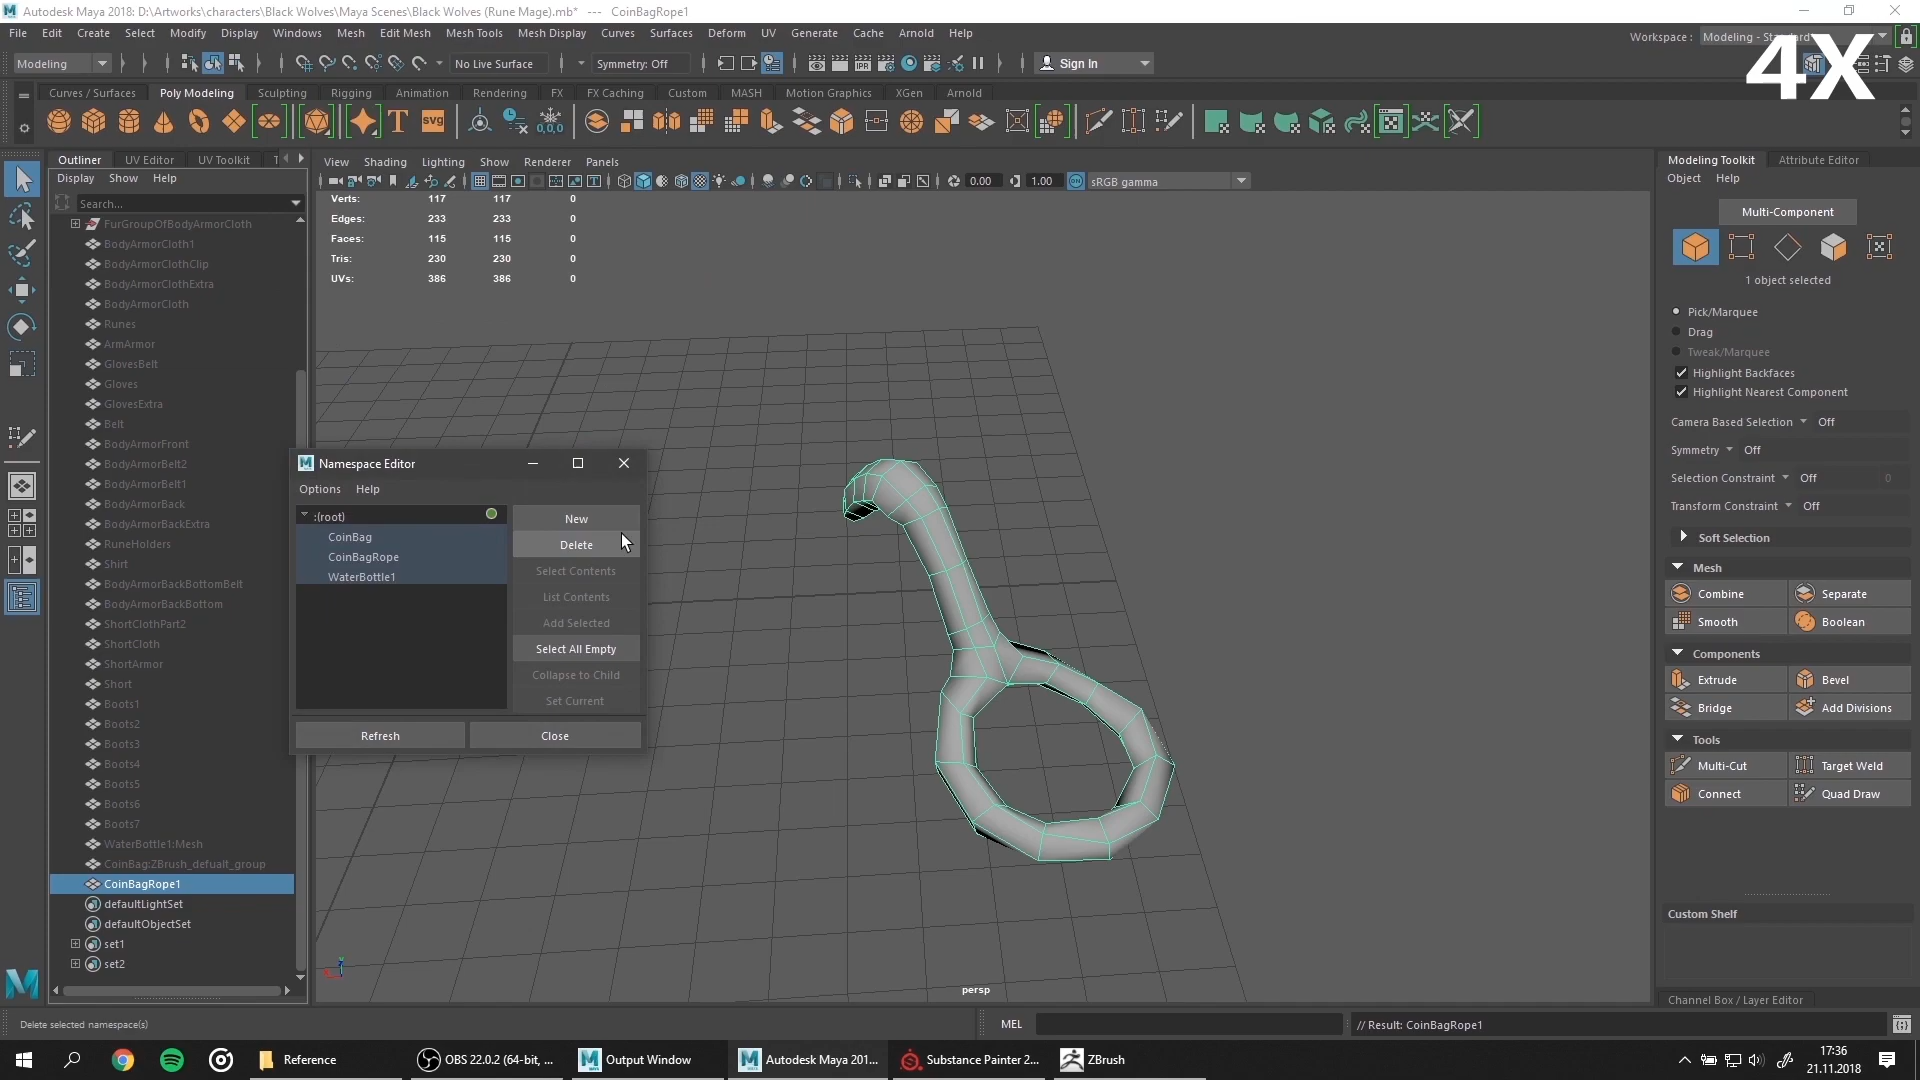 Autodesk Maya 2018: D:\Artworks\characters\Black Wolves\Maya Scenes\Black Wolves (Rune Mage).mb*   ---   CoinBagRope1
File Edit Create Select Modify Display Windows Mesh Edit Mesh Mesh Tools Mesh Display Curves Surfaces Deform UV Generate Cache Arnold Help
Workspace : Modeling - Standard
4X
Modeling No Live Surface Symmetry: Off Sign In
Curves / Surfaces Poly Modeling Sculpting Rigging Animation Rendering FX FX Caching Custom MASH Motion Graphics XGen Arnold
T svg 0,0,0 IPR
Outliner UV Editor UV Toolkit T
Display Show Help
Search...
FurGroupOfBodyArmorCloth
BodyArmorCloth1
BodyArmorClothClip
BodyArmorClothExtra
BodyArmorCloth
Runes
ArmArmor
GlovesBelt
Gloves
GlovesExtra
Belt
BodyArmorFront
BodyArmorBelt2
BodyArmorBelt1
BodyArmorBack
BodyArmorBackExtra
RuneHolders
Shirt
BodyArmorBackBottomBelt
BodyArmorBackBottom
ShortClothPart2
ShortCloth
ShortArmor
Short
Boots1
Boots2
Boots3
Boots4
Boots5
Boots6
Boots7
WaterBottle1:Mesh
CoinBag:ZBrush_defualt_group
CoinBagRope1
defaultLightSet
defaultObjectSet
set1
set2
View Shading Lighting Show Renderer Panels
0.00 1.00 sRGB gamma
Verts: 117 117 0
Edges: 233 233 0
Faces: 115 115 0
Tris: 230 230 0
UVs: 386 386 0
Namespace Editor
Options Help
:(root)
CoinBag
CoinBagRope
WaterBottle1
New
Delete
Select Contents
List Contents
Add Selected
Select All Empty
Collapse to Child
Set Current
Refresh Close
persp
Modeling Toolkit Attribute Editor
Object Help
Multi-Component
1 object selected
Pick/Marquee
Drag
Tweak/Marquee
Highlight Backfaces
Highlight Nearest Component
Camera Based Selection Off
Symmetry Off
Selection Constraint Off 0
Transform Constraint Off
Soft Selection
Mesh
Combine Separate
Smooth Boolean
Components
Extrude Bevel
Bridge Add Divisions
Tools
Multi-Cut Target Weld
Connect Quad Draw
Custom Shelf
Channel Box / Layer Editor
Delete selected namespace(s)
MEL
// Result: CoinBagRope1
Reference
OBS 22.0.2 (64-bit, ...
Output Window
Autodesk Maya 201...
Substance Painter 2...
ZBrush
17:36
21.11.2018